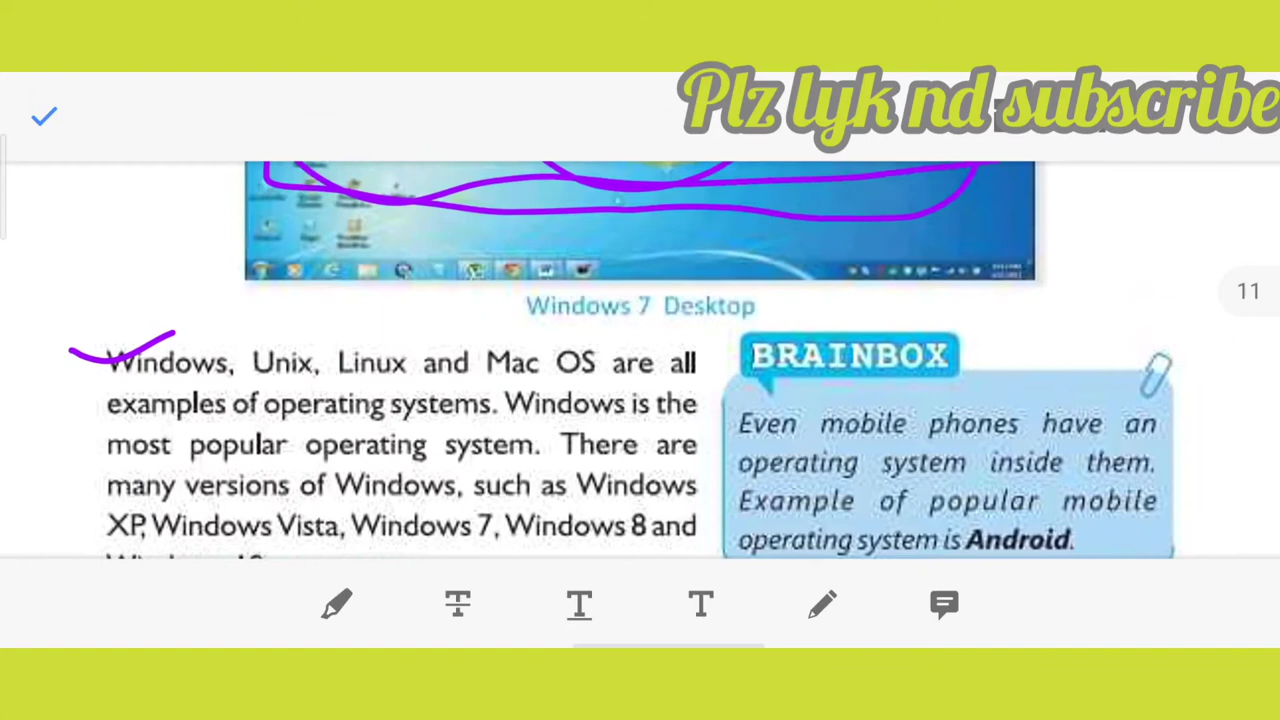 Plz lyk nd subscribe
11
Windows 7 Desktop
Windows, Unix, Linux and Mac OS are all
examples of operating systems. Windows is the
most popular operating system. There are
many versions of Windows, such as Windows
XP, Windows Vista, Windows 7, Windows 8 and
BRAINBOX
Even mobile phones have an
operating system inside them.
Example of popular mobile
operating system is Android.